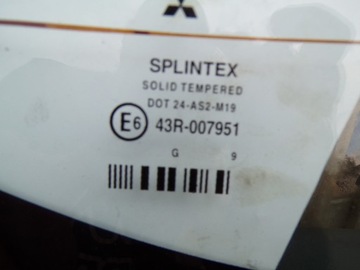 SPLINTEX
SOLID TEMPERED
DOT 24-AS2-M19
E6 43R-007951
G 9